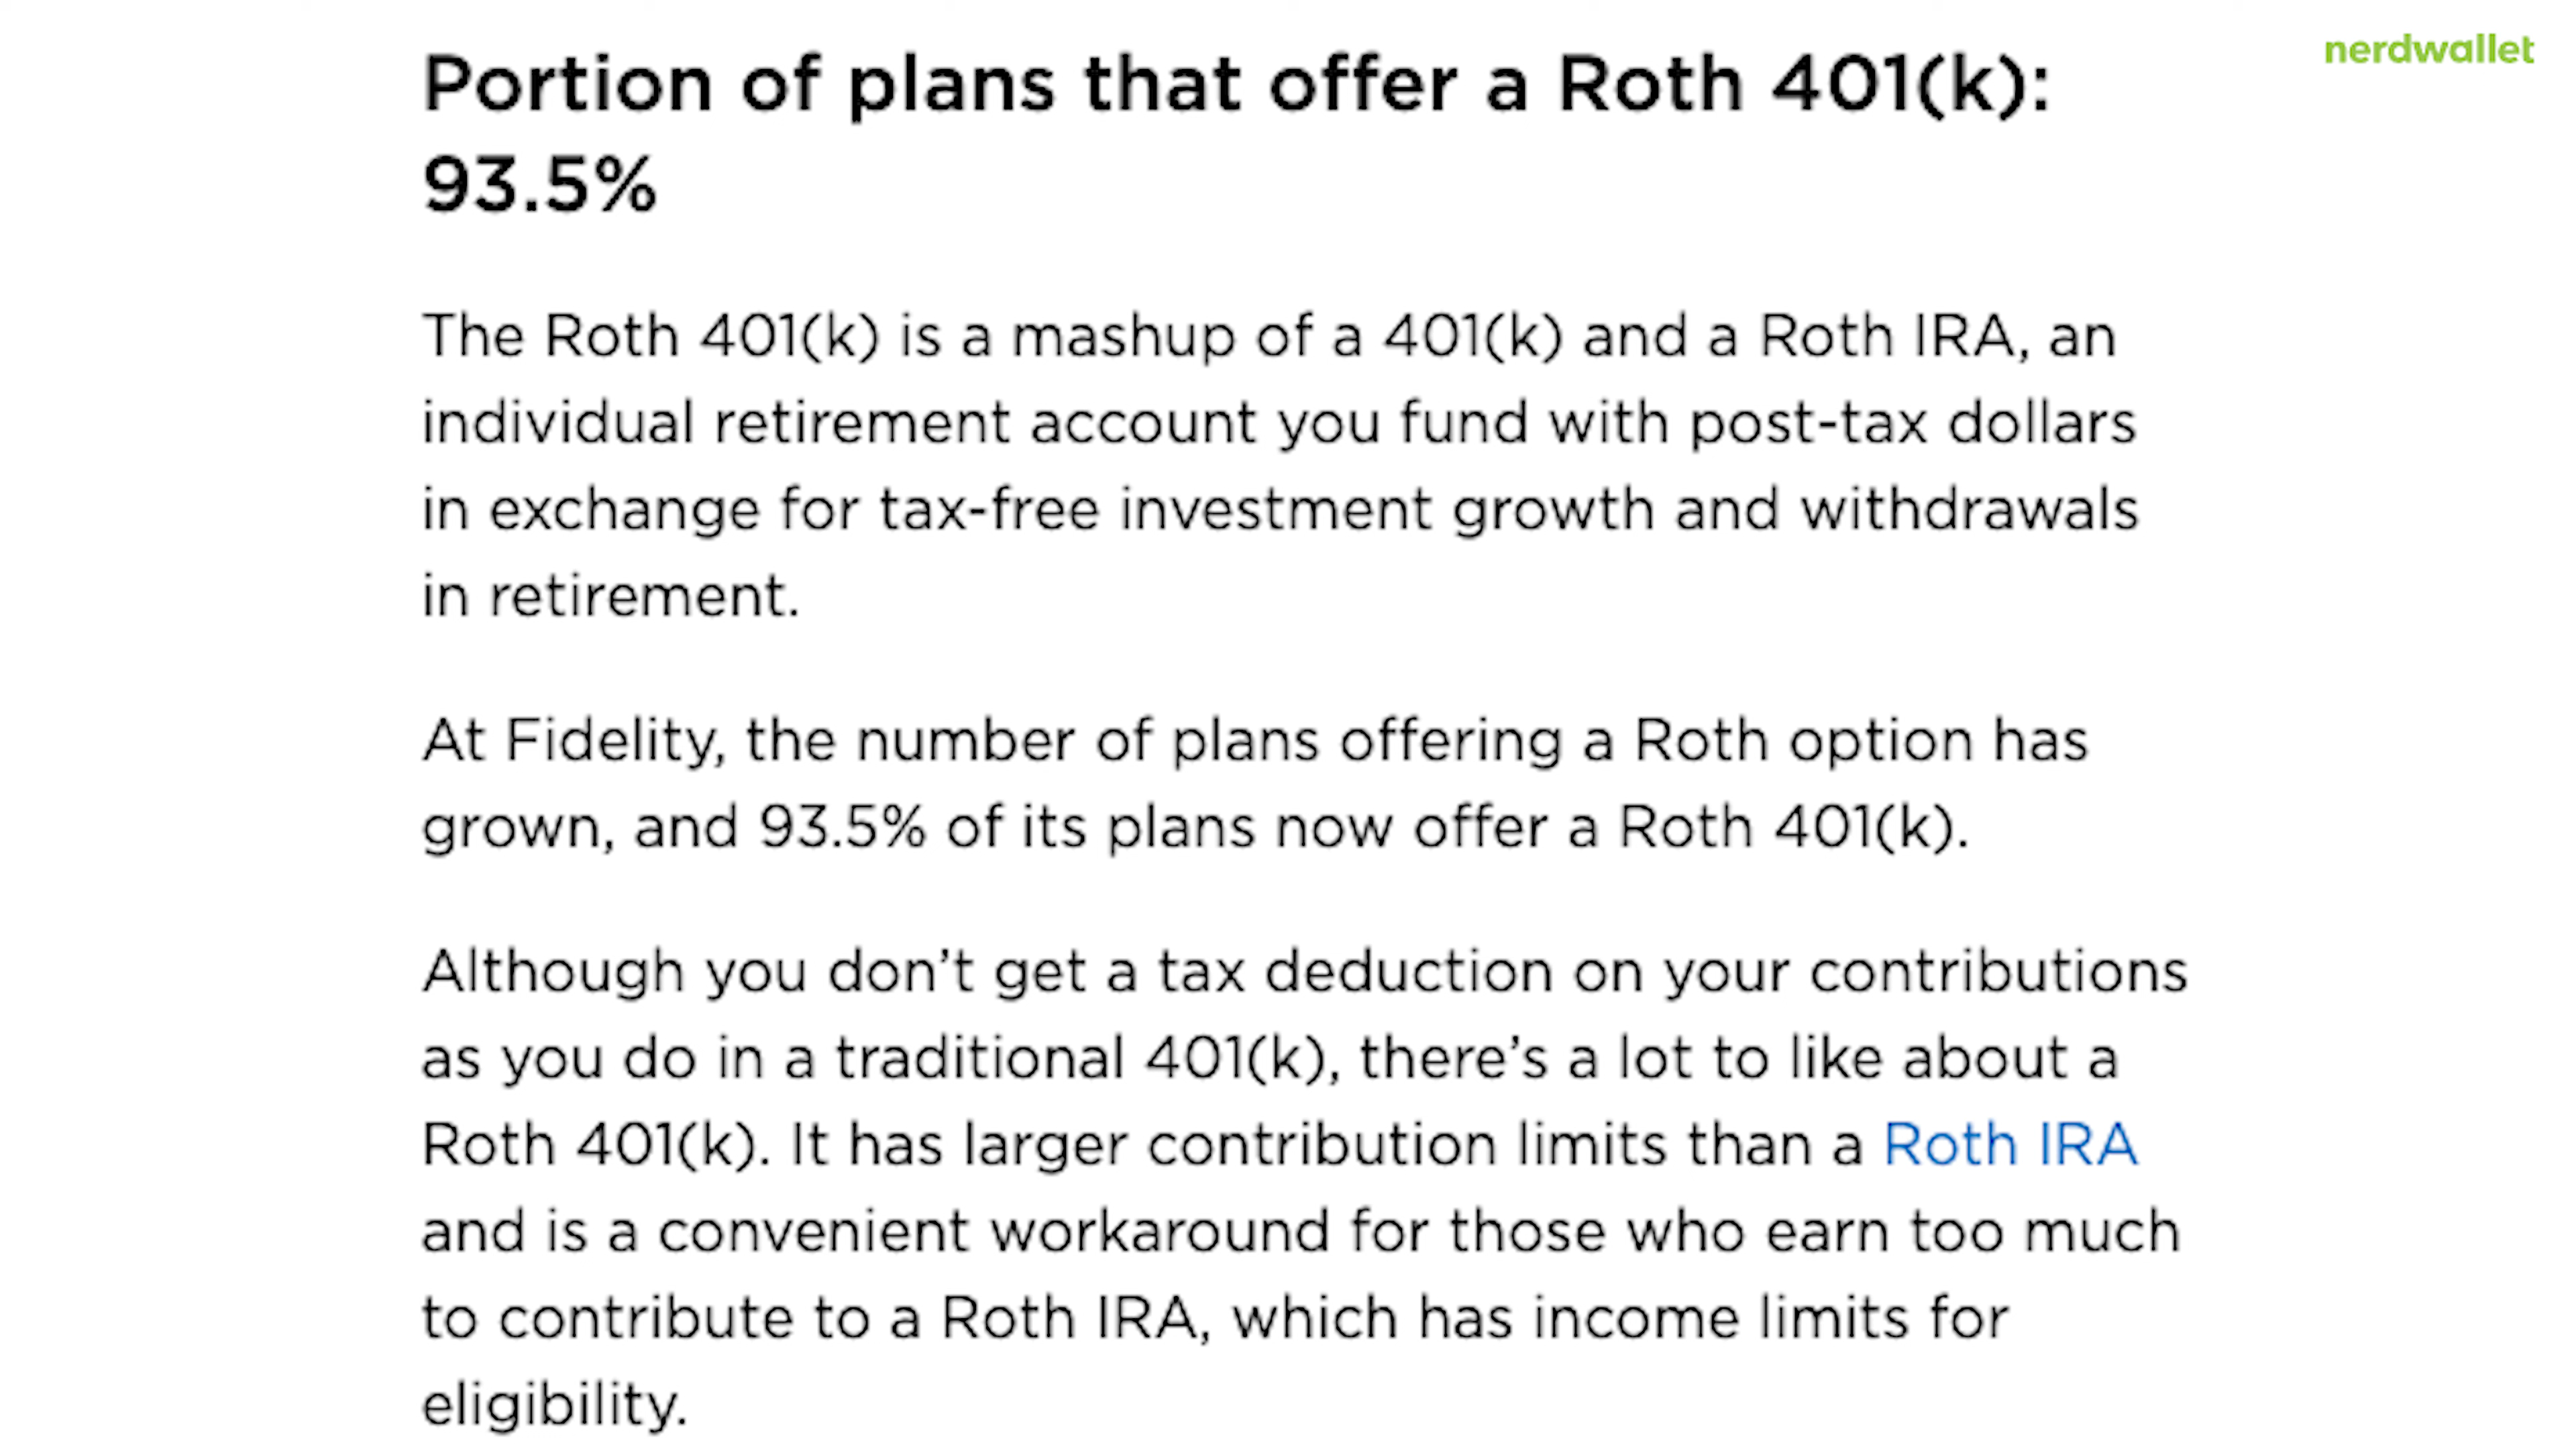 nerdwallet
Portion of plans that offer a Roth 401(k):
93.5%
The Roth 401(k) is a mashup of a 401(k) and a Roth IRA, an
individual retirement account you fund with post-tax dollars
in exchange for tax-free investment growth and withdrawals
in retirement.
At Fidelity, the number of plans offering a Roth option has
grown, and 93.5% of its plans now offer a Roth 401(k).
Although you don’t get a tax deduction on your contributions
as you do in a traditional 401(k), there’s a lot to like about a
Roth 401(k). It has larger contribution limits than a Roth IRA
and is a convenient workaround for those who earn too much
to contribute to a Roth IRA, which has income limits for
eligibility.